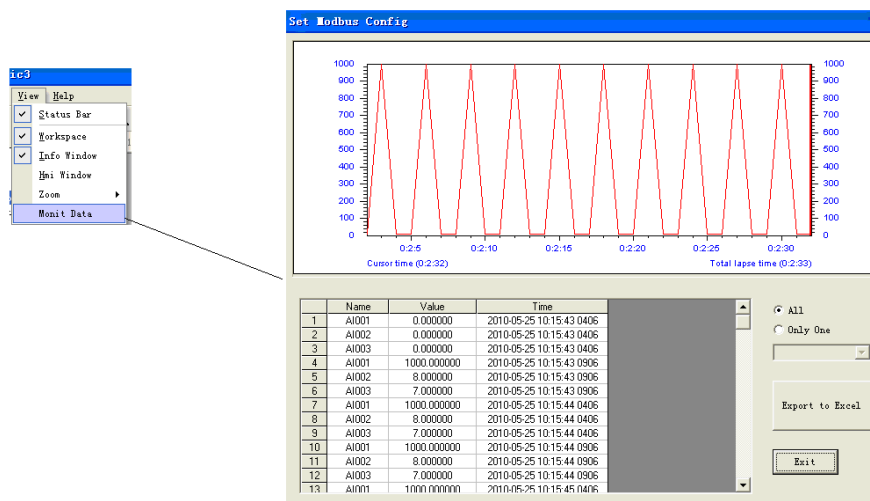 Set Modbus Config
ic3
View Help
Status Bar
Workspace
Info Window
Hmi Window
Zoom
Monit Data
1000 1000
900 900
800 800
700 700
600 600
500 500
400 400
300 300
200 200
100 100
0 0
0:2:5 0:2:10 0:2:15 0:2:20 0:2:25 0:2:30
Cursor time (0:2:32) Total lapse time (0:2:33)
Name Value Time
1 AI001 0.000000 2010-05-25 10:15:43 0406
2 AI002 0.000000 2010-05-25 10:15:43 0406
3 AI003 0.000000 2010-05-25 10:15:43 0406
4 AI001 1000.000000 2010-05-25 10:15:43 0906
5 AI002 8.000000 2010-05-25 10:15:43 0906
6 AI003 7.000000 2010-05-25 10:15:43 0906
7 AI001 1000.000000 2010-05-25 10:15:44 0406
8 AI002 8.000000 2010-05-25 10:15:44 0406
9 AI003 7.000000 2010-05-25 10:15:44 0406
10 AI001 1000.000000 2010-05-25 10:15:44 0906
11 AI002 8.000000 2010-05-25 10:15:44 0906
12 AI003 7.000000 2010-05-25 10:15:44 0906
13 AI001 1000.000000 2010-05-25 10:15:45 0406
All
Only One
Export to Excel
Exit